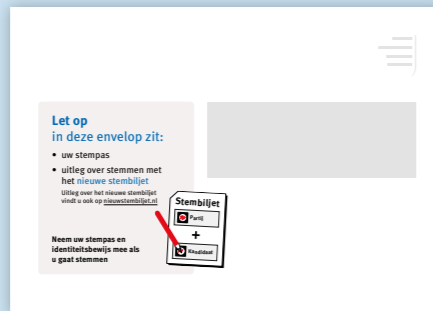 Let op
in deze envelop zit:
• uw stempas
• uitleg over stemmen met
het nieuwe stembiljet
Uitleg over het nieuwe stembiljet
vindt u ook op nieuwstembiljet.nl
Neem uw stempas en
identiteitsbewijs mee als
u gaat stemmen
Stembiljet
Partij
+
Kandidaat